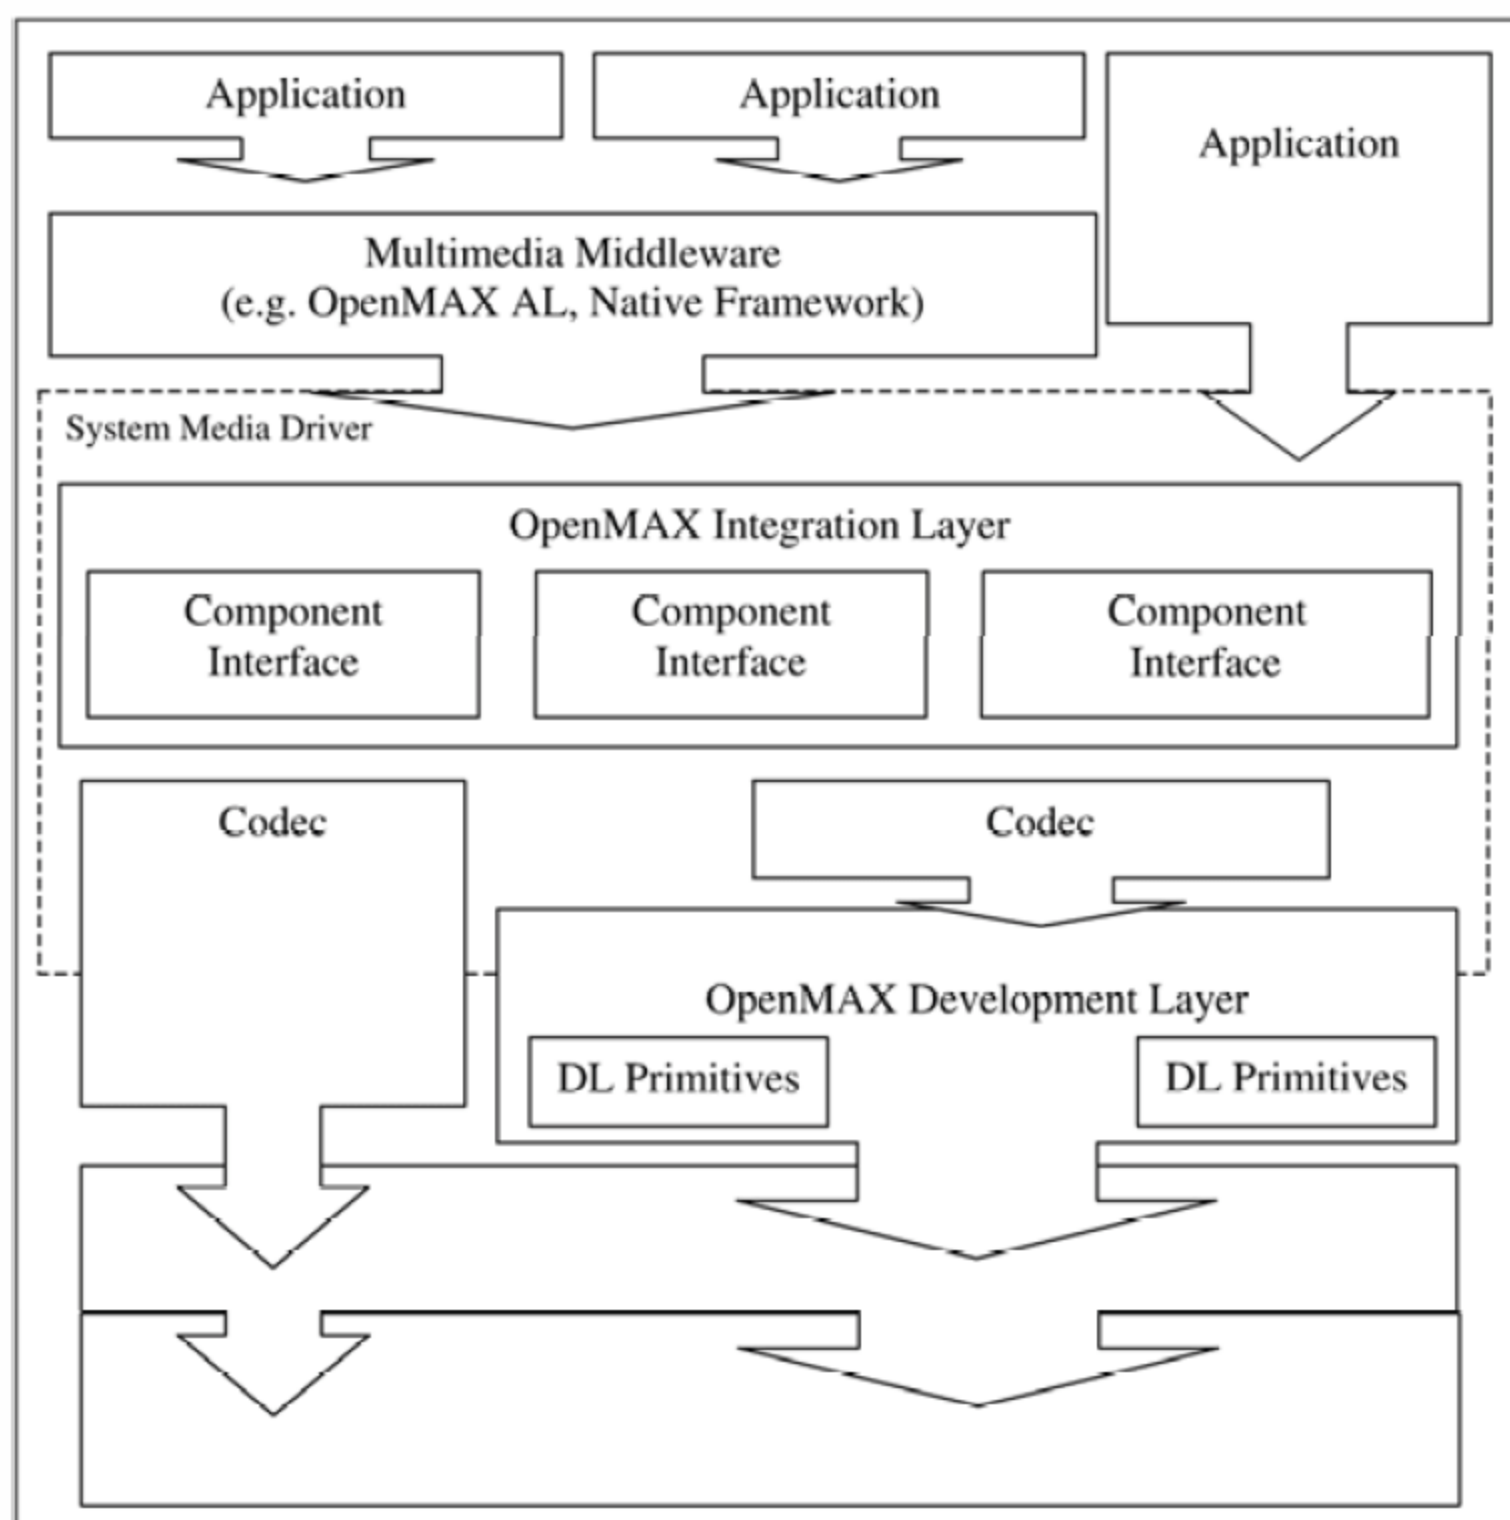 Application
Application
Application
Multimedia Middleware
(e.g. OpenMAX AL, Native Framework)
System Media Driver
OpenMAX Integration Layer
Component
Interface
Component
Interface
Component
Interface
Codec
Codec
OpenMAX Development Layer
DL Primitives
DL Primitives